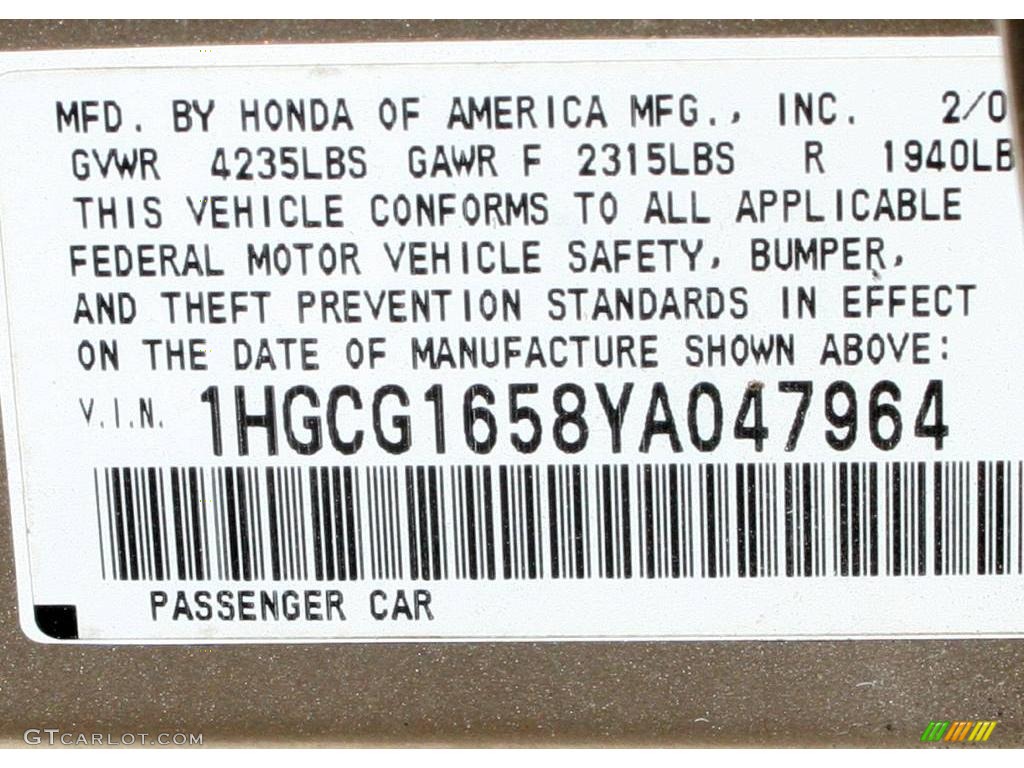 MFD. BY HONDA OF AMERICA MFG., INC. 2/0
GVWR 4235LBS GAWR F 2315LBS R 1940LB
THIS VEHICLE CONFORMS TO ALL APPLICABLE
FEDERAL MOTOR VEHICLE SAFETY, BUMPER,
AND THEFT PREVENTION STANDARDS IN EFFECT
ON THE DATE OF MANUFACTURE SHOWN ABOVE:
V.I.N. 1HGCG1658YA047964
PASSENGER CAR
GTCARLOT.COM